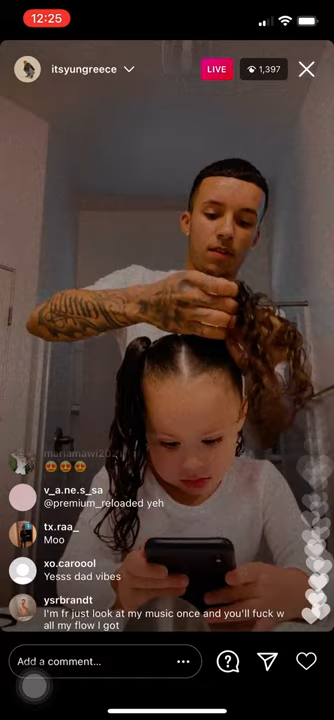 12:25
itsyungreece
LIVE
1,397
mariamawi2021
😍😍😍
v_a.ne.s_sa
@premium_reloaded yeh
tx.raa_
Moo
xo.caroool
Yesss dad vibes
ysrbrandt
I'm fr just look at my music once and you'll fuck w
all my flow I got
Add a comment...